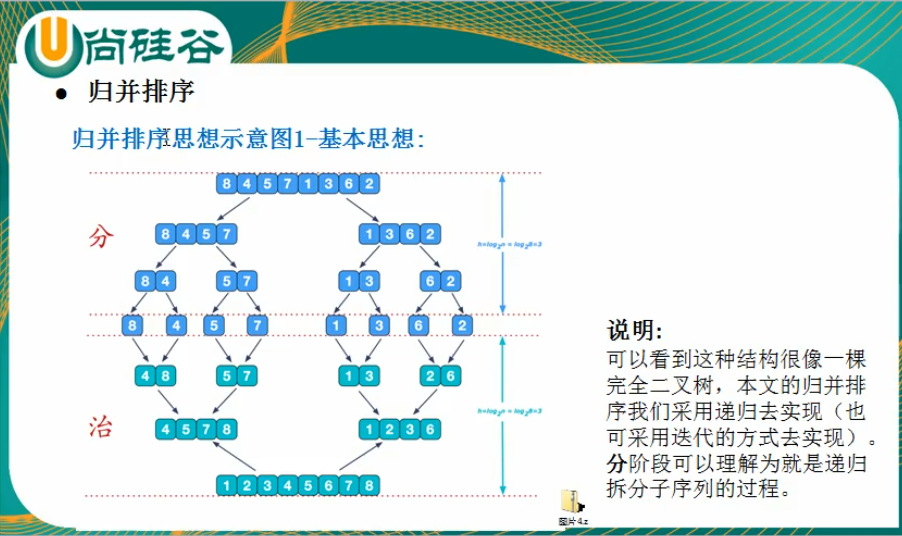 尚硅谷
● 归并排序
归并排序思想示意图1-基本思想:
8 4 5 7 1 3 6 2
分
8 4 5 7 1 3 6 2
h=log₂n = log₂8=3
8 4 5 7 1 3 6 2
8 4 5 7 1 3 6 2
4 8 5 7 1 3 2 6
h=log₂n = log₂8=3
治
4 5 7 8 1 2 3 6
1 2 3 4 5 6 7 8
说明:
可以看到这种结构很像一棵
完全二叉树，本文的归并排
序我们采用递归去实现（也
可采用迭代的方式去实现）。
分阶段可以理解为就是递归
拆分子序列的过程。
图片4.z